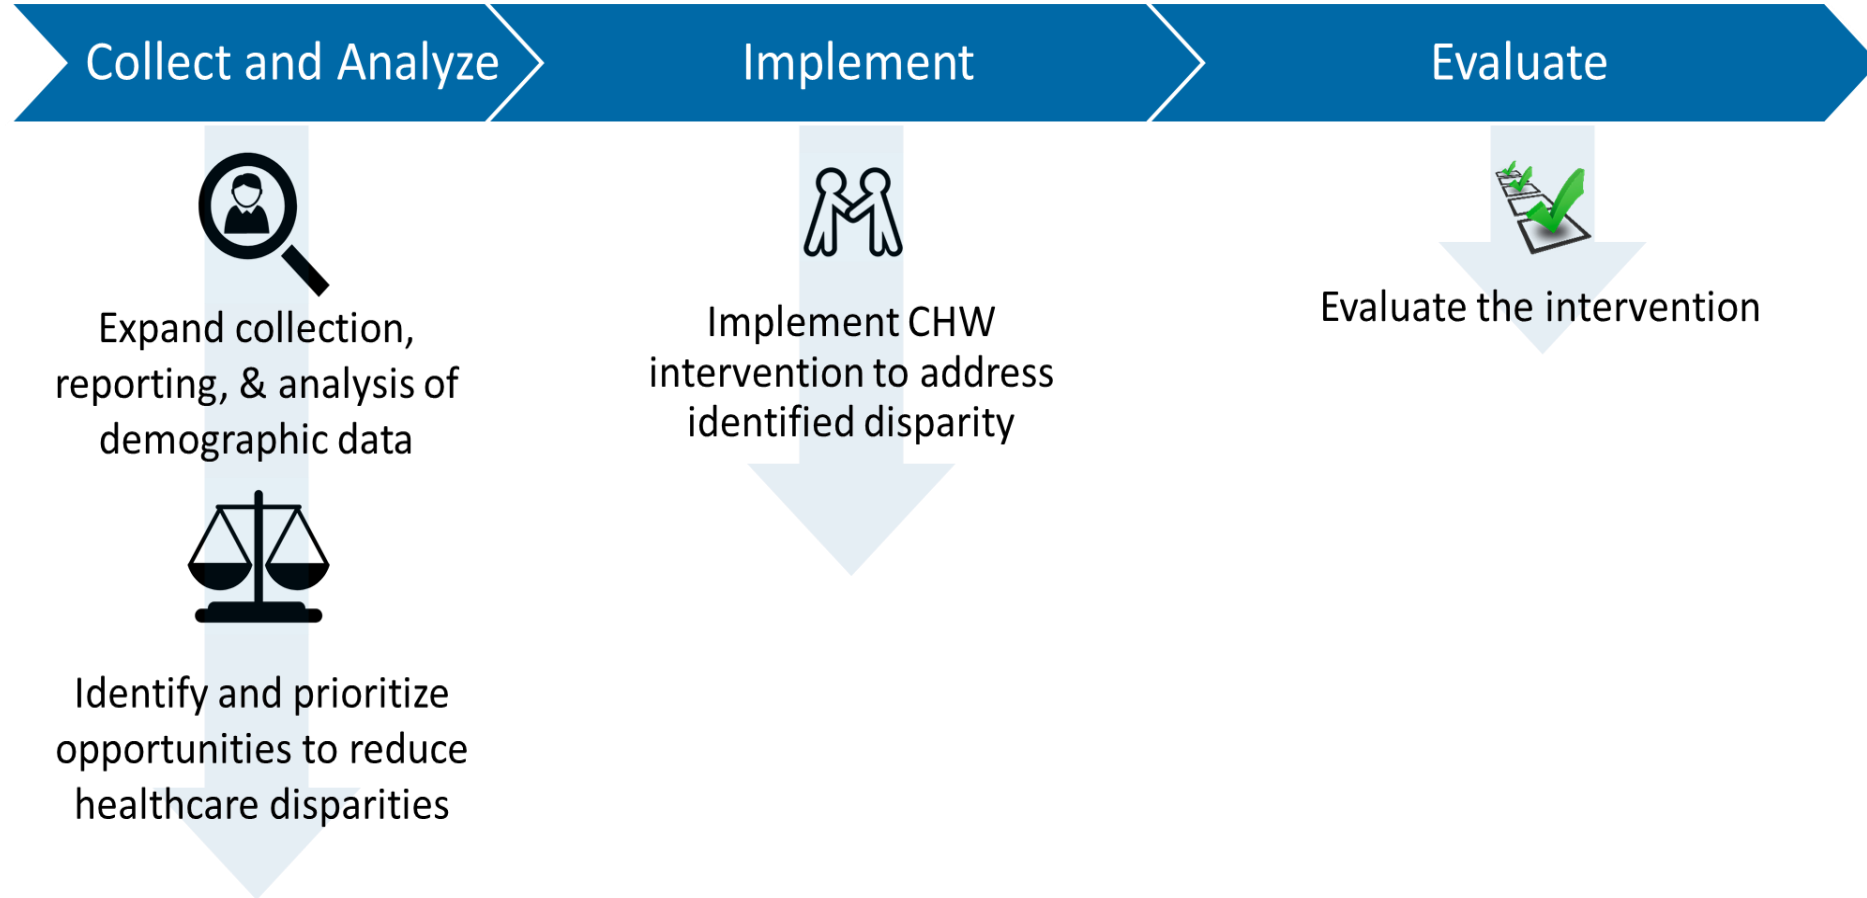 Collect and Analyze
Implement
Evaluate
Expand collection,
reporting, & analysis of
demographic data
Identify and prioritize
opportunities to reduce
healthcare disparities
Implement CHW
intervention to address
identified disparity
Evaluate the intervention